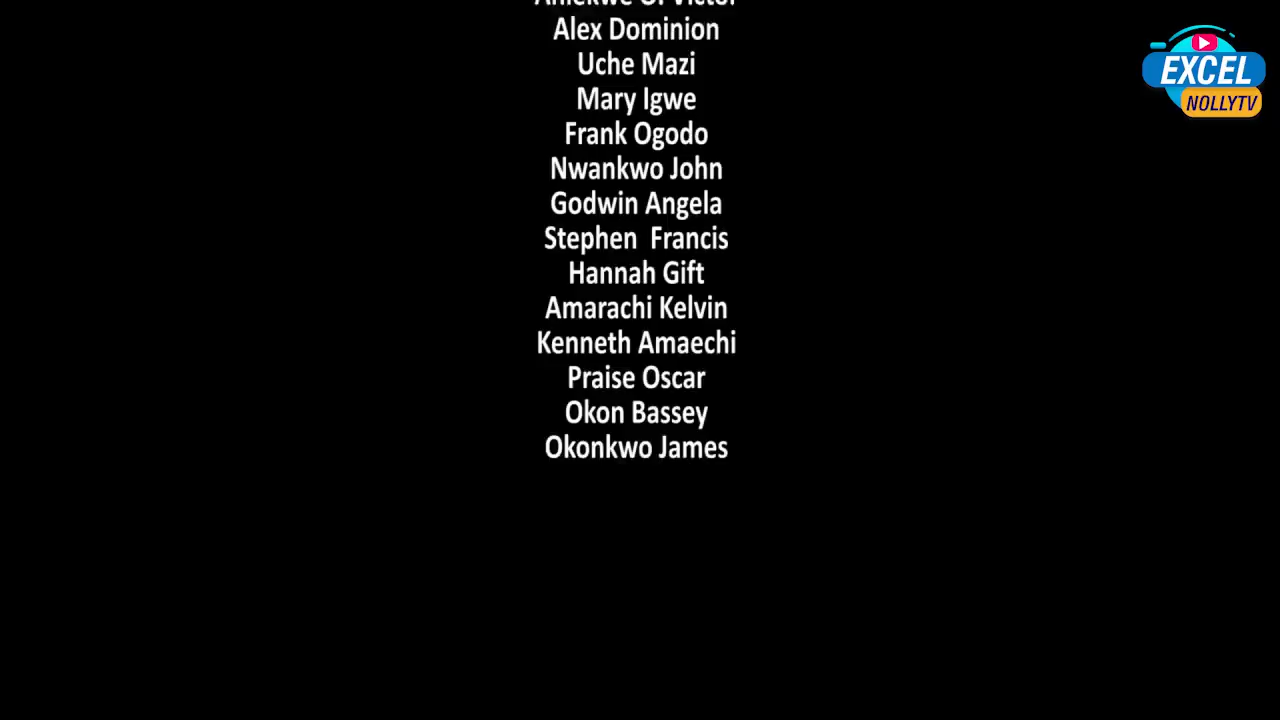 Alex Dominion
Uche Mazi
Mary Igwe
Frank Ogodo
Nwankwo John
Godwin Angela
Stephen  Francis
Hannah Gift
Amarachi Kelvin
Kenneth Amaechi
Praise Oscar
Okon Bassey
Okonkwo James
EXCEL
NOLLYTV